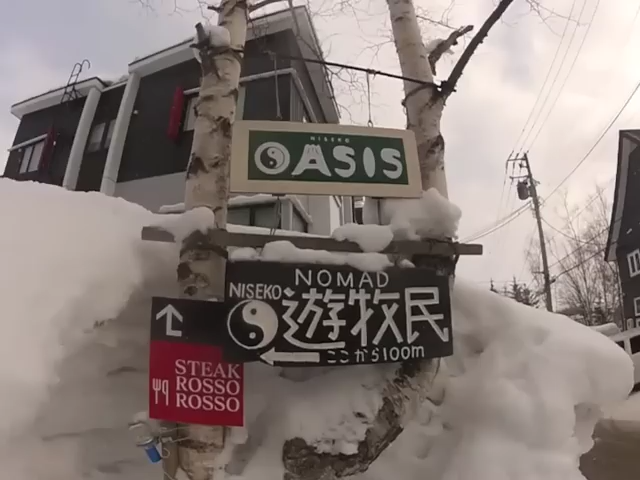 NISEKO
OASIS
NOMAD
NISEKO 遊牧民
ここから100m
STEAK
ROSSO
ROSSO